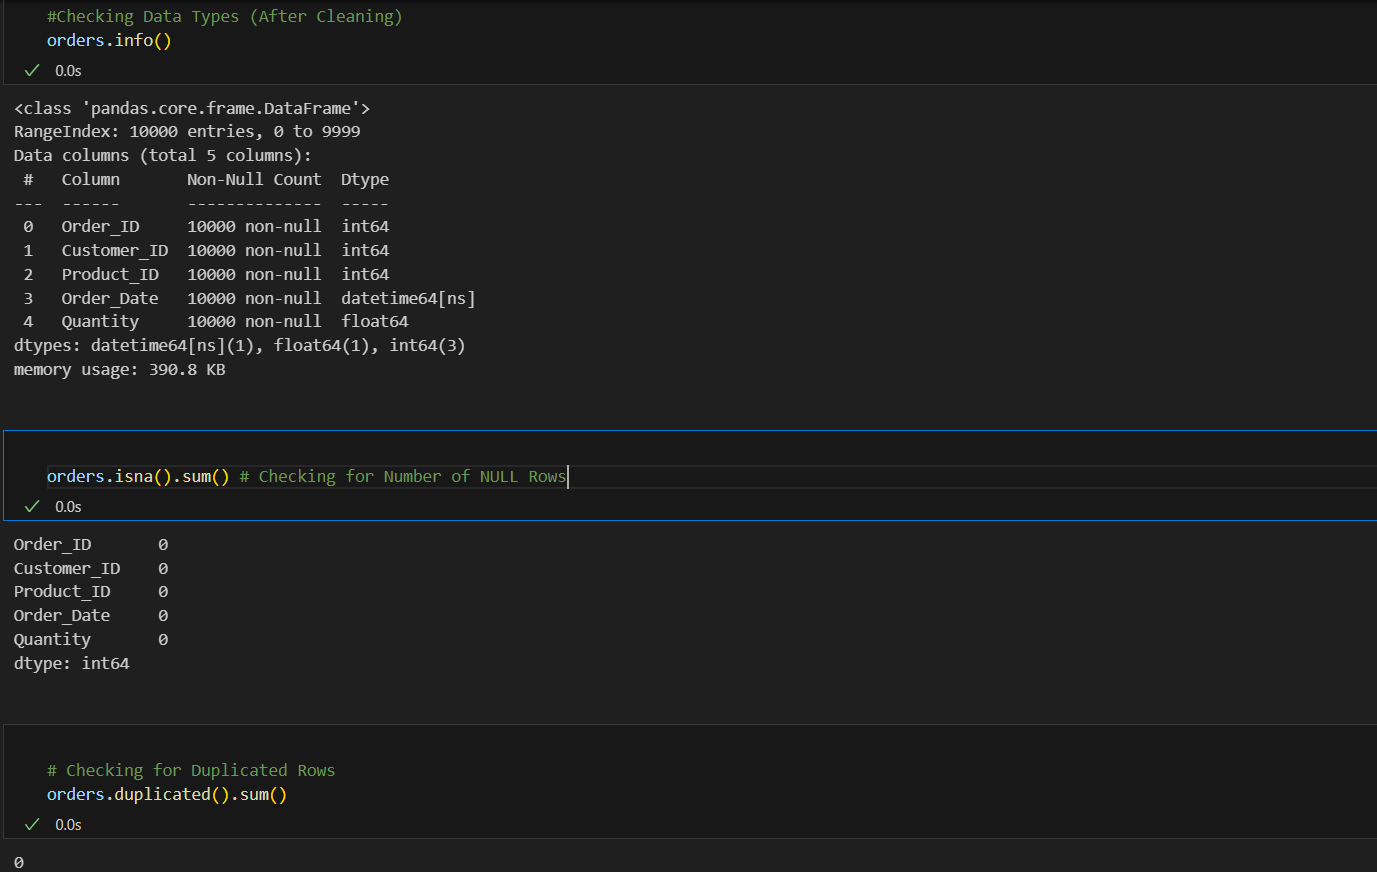 #Checking Data Types (After Cleaning)
orders.info()
0.0s
<class 'pandas.core.frame.DataFrame'>
RangeIndex: 10000 entries, 0 to 9999
Data columns (total 5 columns):
 #   Column       Non-Null Count  Dtype
---  ------       --------------  -----
 0   Order_ID     10000 non-null  int64
 1   Customer_ID  10000 non-null  int64
 2   Product_ID   10000 non-null  int64
 3   Order_Date   10000 non-null  datetime64[ns]
 4   Quantity     10000 non-null  float64
dtypes: datetime64[ns](1), float64(1), int64(3)
memory usage: 390.8 KB
orders.isna().sum() # Checking for Number of NULL Rows
0.0s
Order_ID       0
Customer_ID    0
Product_ID     0
Order_Date     0
Quantity       0
dtype: int64
# Checking for Duplicated Rows
orders.duplicated().sum()
0.0s
0